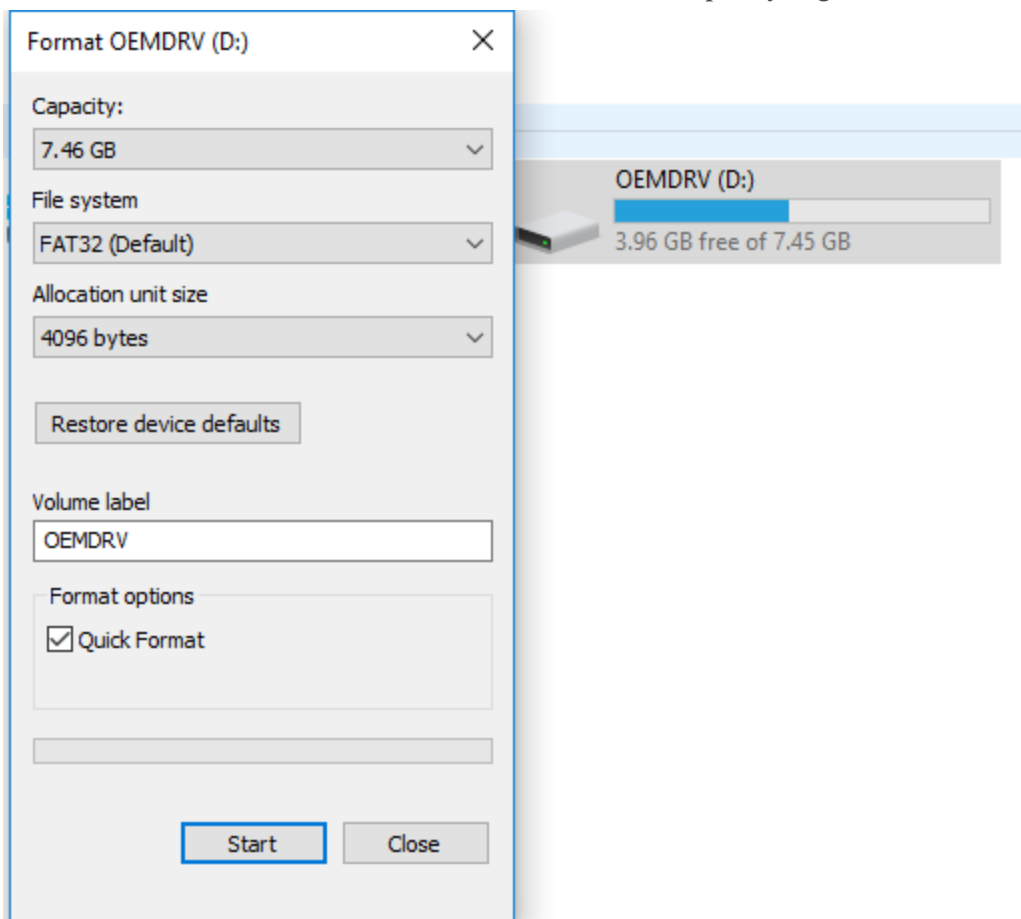 Format OEMDRV (D:)
Capacity:
7.46 GB
File system
FAT32 (Default)
Allocation unit size
4096 bytes
Restore device defaults
Volume label
OEMDRV
Format options
Quick Format
Start
Close
OEMDRV (D:)
3.96 GB free of 7.45 GB